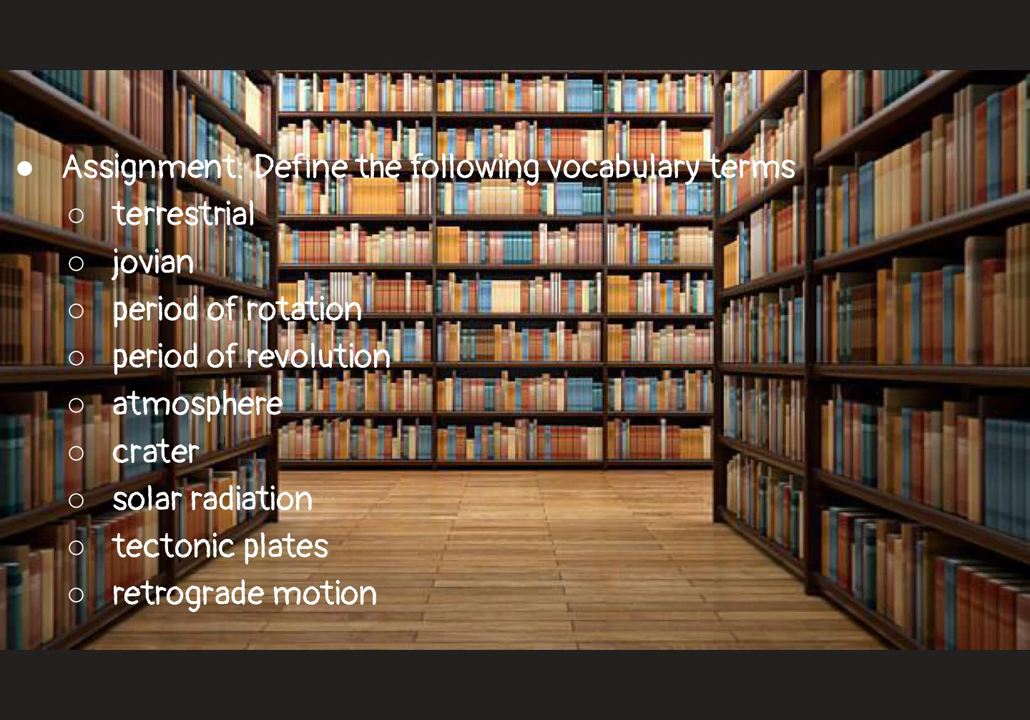 ● Assignment: Define the following vocabulary terms
○ terrestrial
○ jovian
○ period of rotation
○ period of revolution
○ atmosphere
○ crater
○ solar radiation
○ tectonic plates
○ retrograde motion